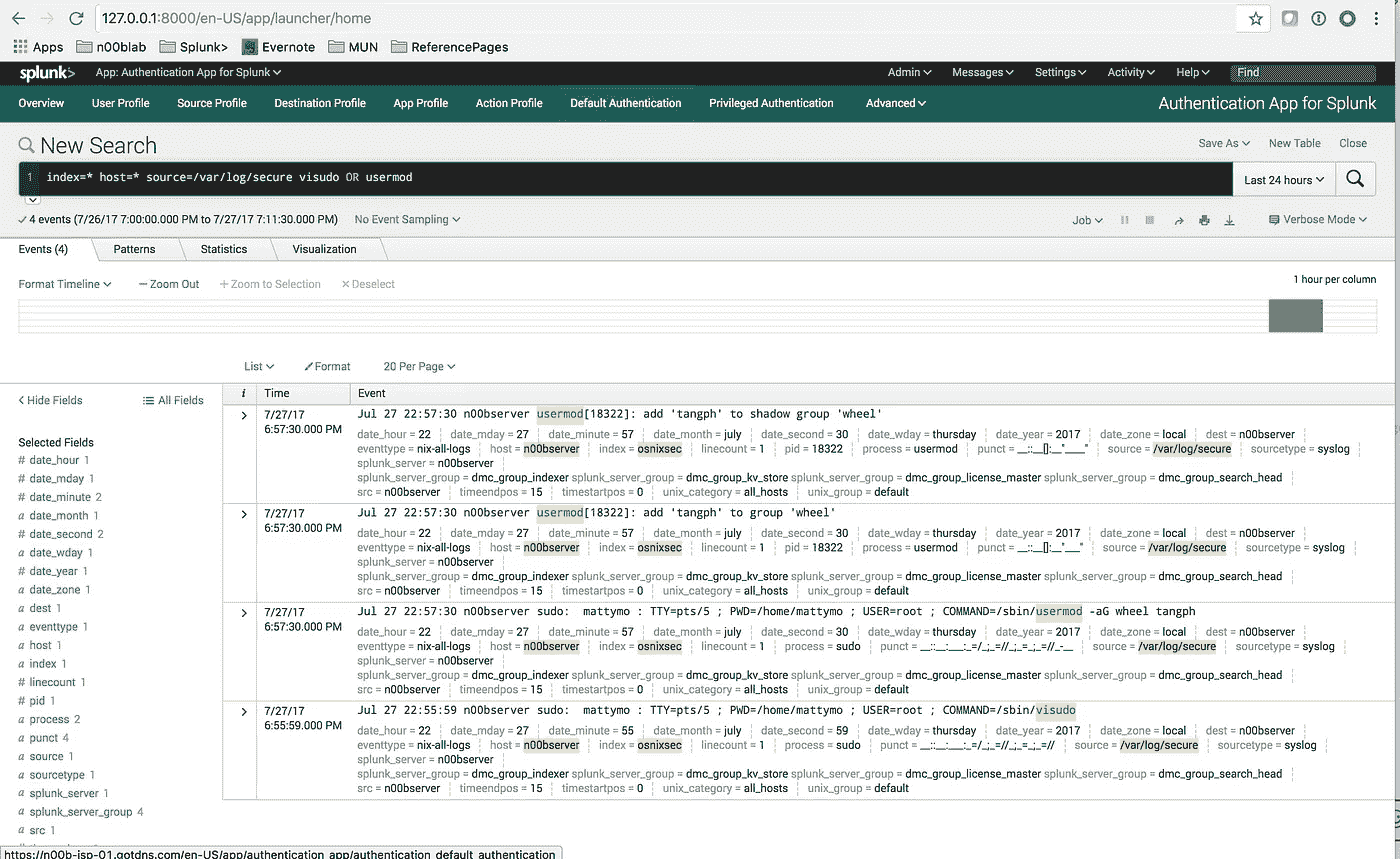 127.0.0.1:8000/en-US/app/launcher/home
Apps n00blab Splunk> Evernote MUN ReferencePages
splunk> App: Authentication App for Splunk Admin Messages Settings Activity Help Find
Overview User Profile Source Profile Destination Profile App Profile Action Profile Default Authentication Privileged Authentication Advanced Authentication App for Splunk
New Search Save As New Table Close
1 index=* host=* source=/var/log/secure visudo OR usermod Last 24 hours
4 events (7/26/17 7:00:00.000 PM to 7/27/17 7:11:30.000 PM) No Event Sampling Job Verbose Mode
Events (4) Patterns Statistics Visualization
Format Timeline — Zoom Out + Zoom to Selection × Deselect 1 hour per column
List Format 20 Per Page
< Hide Fields All Fields
Selected Fields
# date_hour 1
# date_mday 1
# date_minute 2
a date_month 1
# date_second 2
a date_wday 1
# date_year 1
a date_zone 1
a dest 1
a eventtype 1
a host 1
a index 1
# linecount 1
# pid 1
a process 2
a punct 4
a source 1
a sourcetype 1
a splunk_server 1
a splunk_server_group 4
a src 1
i Time Event
7/27/17 Jul 27 22:57:30 n00bserver usermod[18322]: add 'tangph' to shadow group 'wheel'
6:57:30.000 PM date_hour = 22 date_mday = 27 date_minute = 57 date_month = july date_second = 30 date_wday = thursday date_year = 2017 date_zone = local dest = n00bserver
eventtype = nix-all-logs host = n00bserver index = osnixsec linecount = 1 pid = 18322 process = usermod punct = source = /var/log/secure sourcetype = syslog
splunk_server = n00bserver
splunk_server_group = dmc_group_indexer splunk_server_group = dmc_group_kv_store splunk_server_group = dmc_group_license_master splunk_server_group = dmc_group_search_head
src = n00bserver timeendpos = 15 timestartpos = 0 unix_category = all_hosts unix_group = default
7/27/17 Jul 27 22:57:30 n00bserver usermod[18322]: add 'tangph' to group 'wheel'
6:57:30.000 PM date_hour = 22 date_mday = 27 date_minute = 57 date_month = july date_second = 30 date_wday = thursday date_year = 2017 date_zone = local dest = n00bserver
eventtype = nix-all-logs host = n00bserver index = osnixsec linecount = 1 pid = 18322 process = usermod punct = source = /var/log/secure sourcetype = syslog
splunk_server = n00bserver
splunk_server_group = dmc_group_indexer splunk_server_group = dmc_group_kv_store splunk_server_group = dmc_group_license_master splunk_server_group = dmc_group_search_head
src = n00bserver timeendpos = 15 timestartpos = 0 unix_category = all_hosts unix_group = default
7/27/17 Jul 27 22:57:30 n00bserver sudo: mattymo : TTY=pts/5 ; PWD=/home/mattymo ; USER=root ; COMMAND=/sbin/usermod -aG wheel tangph
6:57:30.000 PM date_hour = 22 date_mday = 27 date_minute = 57 date_month = july date_second = 30 date_wday = thursday date_year = 2017 date_zone = local dest = n00bserver
eventtype = nix-all-logs host = n00bserver index = osnixsec linecount = 1 process = sudo punct = source = /var/log/secure sourcetype = syslog
splunk_server = n00bserver
splunk_server_group = dmc_group_indexer splunk_server_group = dmc_group_kv_store splunk_server_group = dmc_group_license_master splunk_server_group = dmc_group_search_head
src = n00bserver timeendpos = 15 timestartpos = 0 unix_category = all_hosts unix_group = default
7/27/17 Jul 27 22:55:59 n00bserver sudo: mattymo : TTY=pts/5 ; PWD=/home/mattymo ; USER=root ; COMMAND=/sbin/visudo
6:55:59.000 PM date_hour = 22 date_mday = 27 date_minute = 55 date_month = july date_second = 59 date_wday = thursday date_year = 2017 date_zone = local dest = n00bserver
eventtype = nix-all-logs host = n00bserver index = osnixsec linecount = 1 process = sudo punct = source = /var/log/secure sourcetype = syslog
splunk_server = n00bserver
splunk_server_group = dmc_group_indexer splunk_server_group = dmc_group_kv_store splunk_server_group = dmc_group_license_master splunk_server_group = dmc_group_search_head
src = n00bserver timeendpos = 15 timestartpos = 0 unix_category = all_hosts unix_group = default
https://n00b-isp-01.gotdns.com/en-US/app/authentication_app/authentication_default_authentication